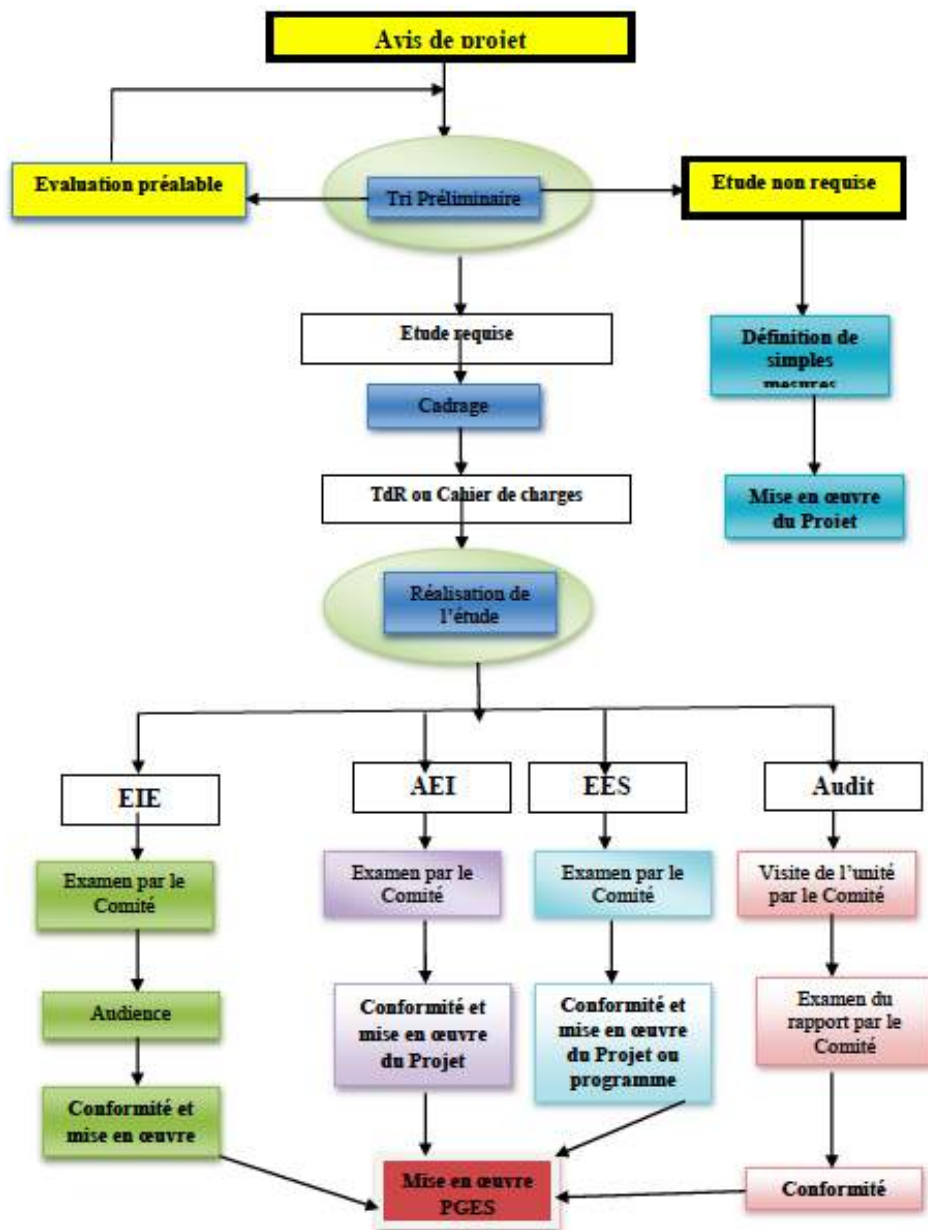 Avis de projet
Evaluation préalable
Tri Préliminaire
Etude non requise
Etude requise
Définition de
simples
mesures
Cadrage
TdR ou Cahier de charges
Mise en œuvre
du Projet
Réalisation de
l’étude
EIE
AEI
EES
Audit
Examen par le
Comité
Examen par le
Comité
Examen par le
Comité
Visite de l’unité
par le Comité
Audience
Conformité et
mise en œuvre
du Projet
Conformité et
mise en œuvre
du Projet ou
programme
Examen du
rapport par le
Comité
Conformité et
mise en œuvre
Mise en œuvre
PGES
Conformité